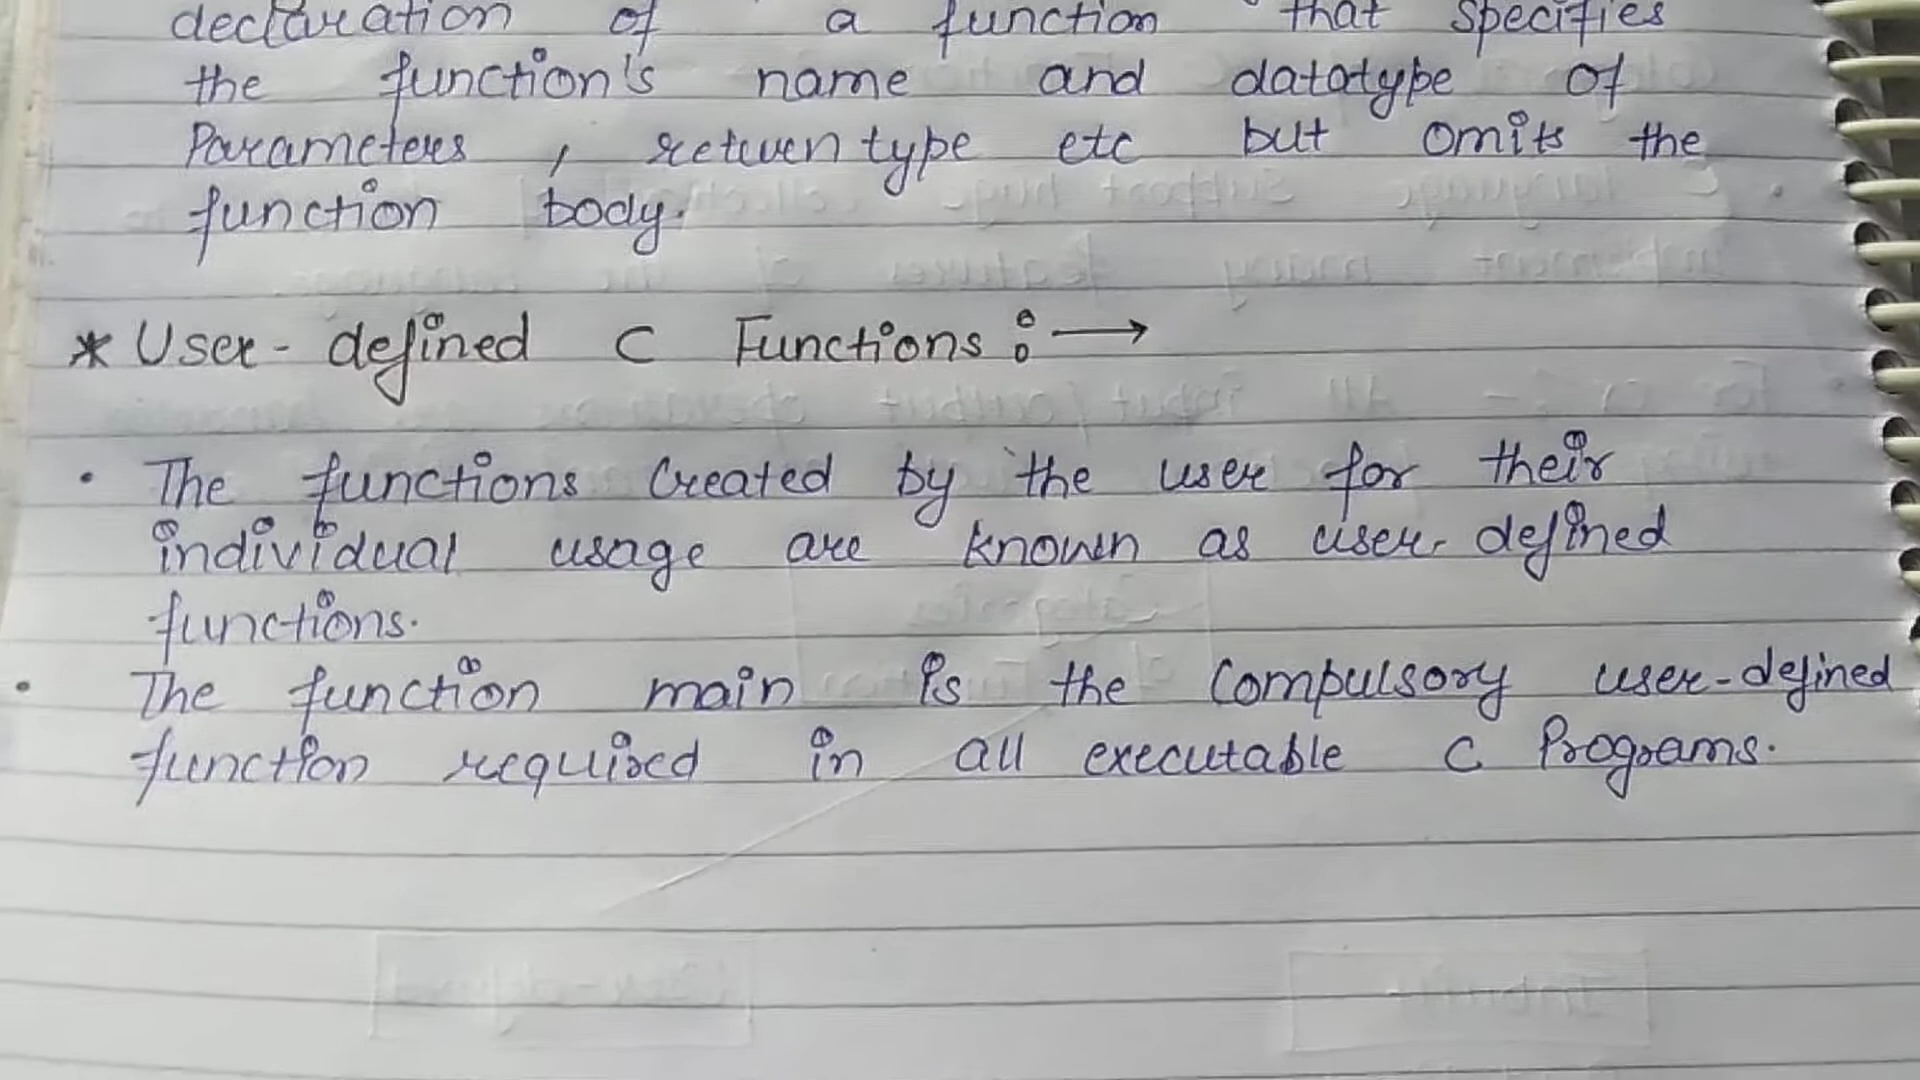 declaration of a function that specifies
the function's name and datatype of
Parameters, return type etc but omits the
function body.
* User-defined C Functions :→
• The functions Created by the user for their
individual usage are known as user-defined
functions.
• The function main is the Compulsory user-defined
function required in all executable C Programs.